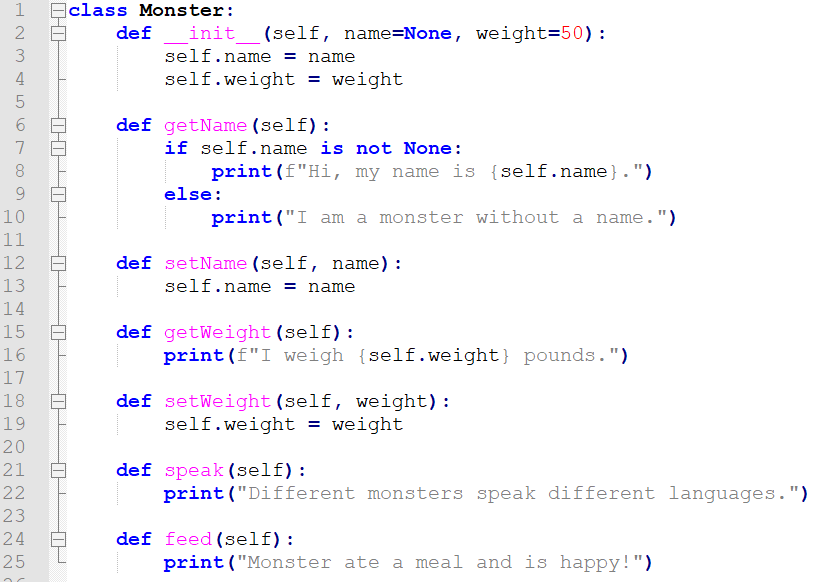 1 class Monster:
2     def __init__(self, name=None, weight=50):
3         self.name = name
4         self.weight = weight
5
6     def getName(self):
7         if self.name is not None:
8             print(f"Hi, my name is {self.name}.")
9         else:
10             print("I am a monster without a name.")
11
12     def setName(self, name):
13         self.name = name
14
15     def getWeight(self):
16         print(f"I weigh {self.weight} pounds.")
17
18     def setWeight(self, weight):
19         self.weight = weight
20
21     def speak(self):
22         print("Different monsters speak different languages.")
23
24     def feed(self):
25         print("Monster ate a meal and is happy!")